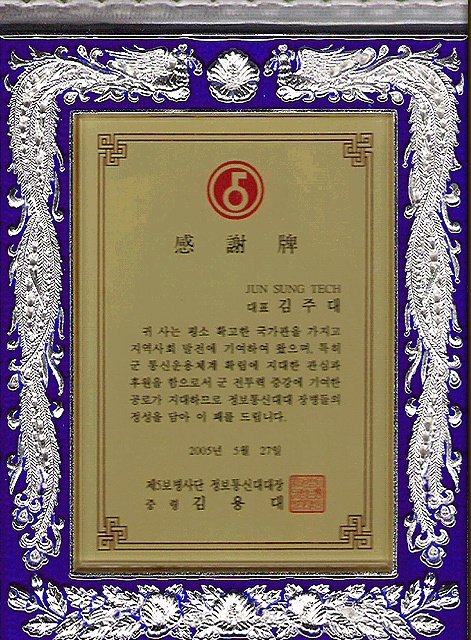 感謝牌
JUN SUNG TECH
대표 김주대
귀 사는 평소 확고한 국가관을 가지고
지역사회 발전에 기여하여 왔으며, 특히
군 통신운용체계 확립에 지대한 관심과
후원을 함으로서 군 전투력 증강에 기여한
공로가 지대하므로 정보통신대대 장병들의
정성을 담아 이 패를 드립니다.
2005년 5월 27일
제5보병사단 정보통신대대장
중령 김용대